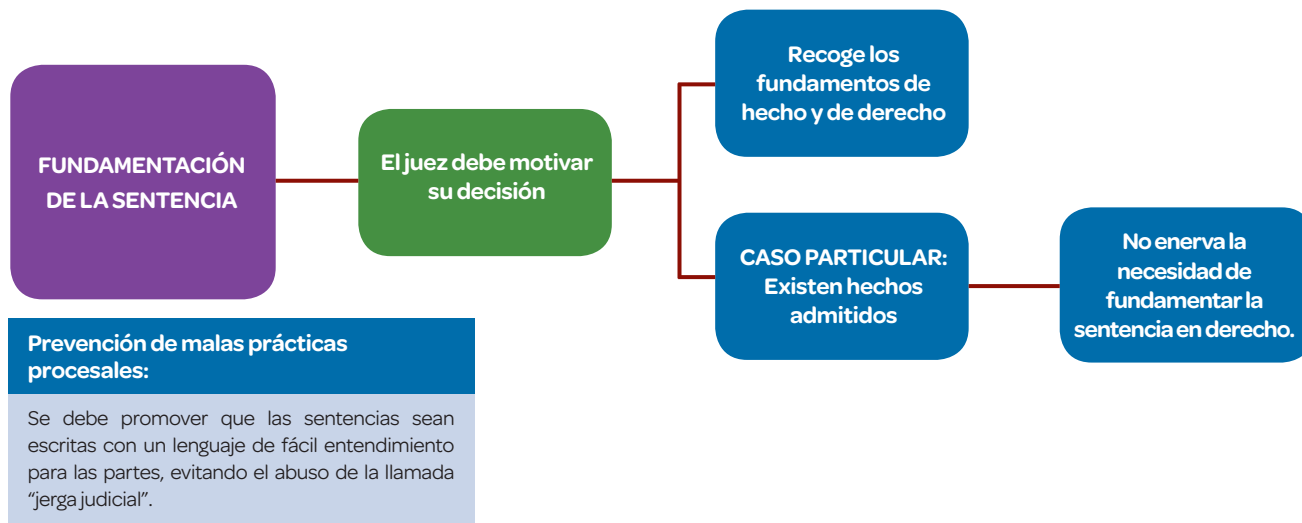 FUNDAMENTACIÓN
DE LA SENTENCIA
El juez debe motivar
su decisión
Recoge los
fundamentos de
hecho y de derecho
CASO PARTICULAR:
Existen hechos
admitidos
No enerva la
necesidad de
fundamentar la
sentencia en derecho.
Prevención de malas prácticas
procesales:
Se debe promover que las sentencias sean
escritas con un lenguaje de fácil entendimiento
para las partes, evitando el abuso de la llamada
“jerga judicial”.